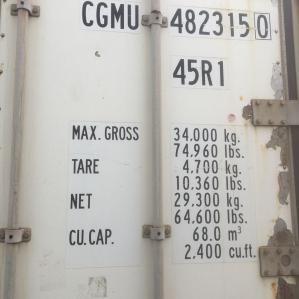 CGMU 482315 0
45R1
MAX. GROSS 34.000 kg.
74.960 lbs.
TARE 4.700 kg.
10.360 lbs.
NET 29.300 kg.
64.600 lbs.
CU.CAP. 68.0 m³
2.400 cu.ft.